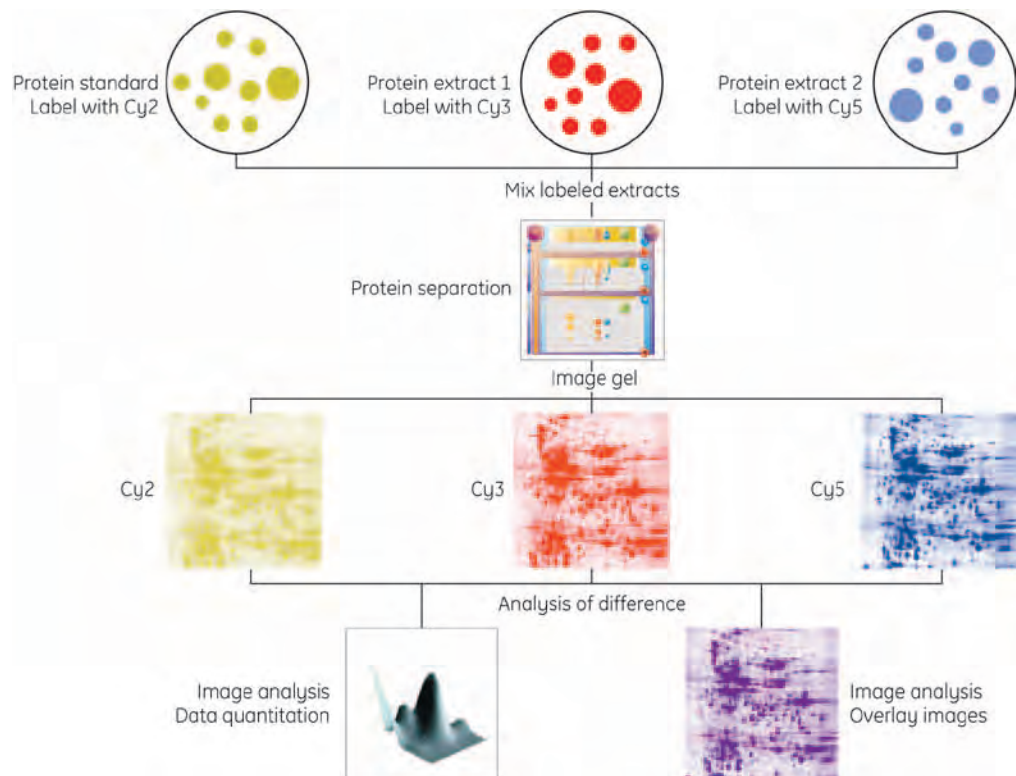 Protein standard
Label with Cy2
Protein extract 1
Label with Cy3
Protein extract 2
Label with Cy5
Mix labeled extracts
Protein separation
Image gel
Cy2
Cy3
Cy5
Analysis of difference
Image analysis
Data quantitation
Image analysis
Overlay images